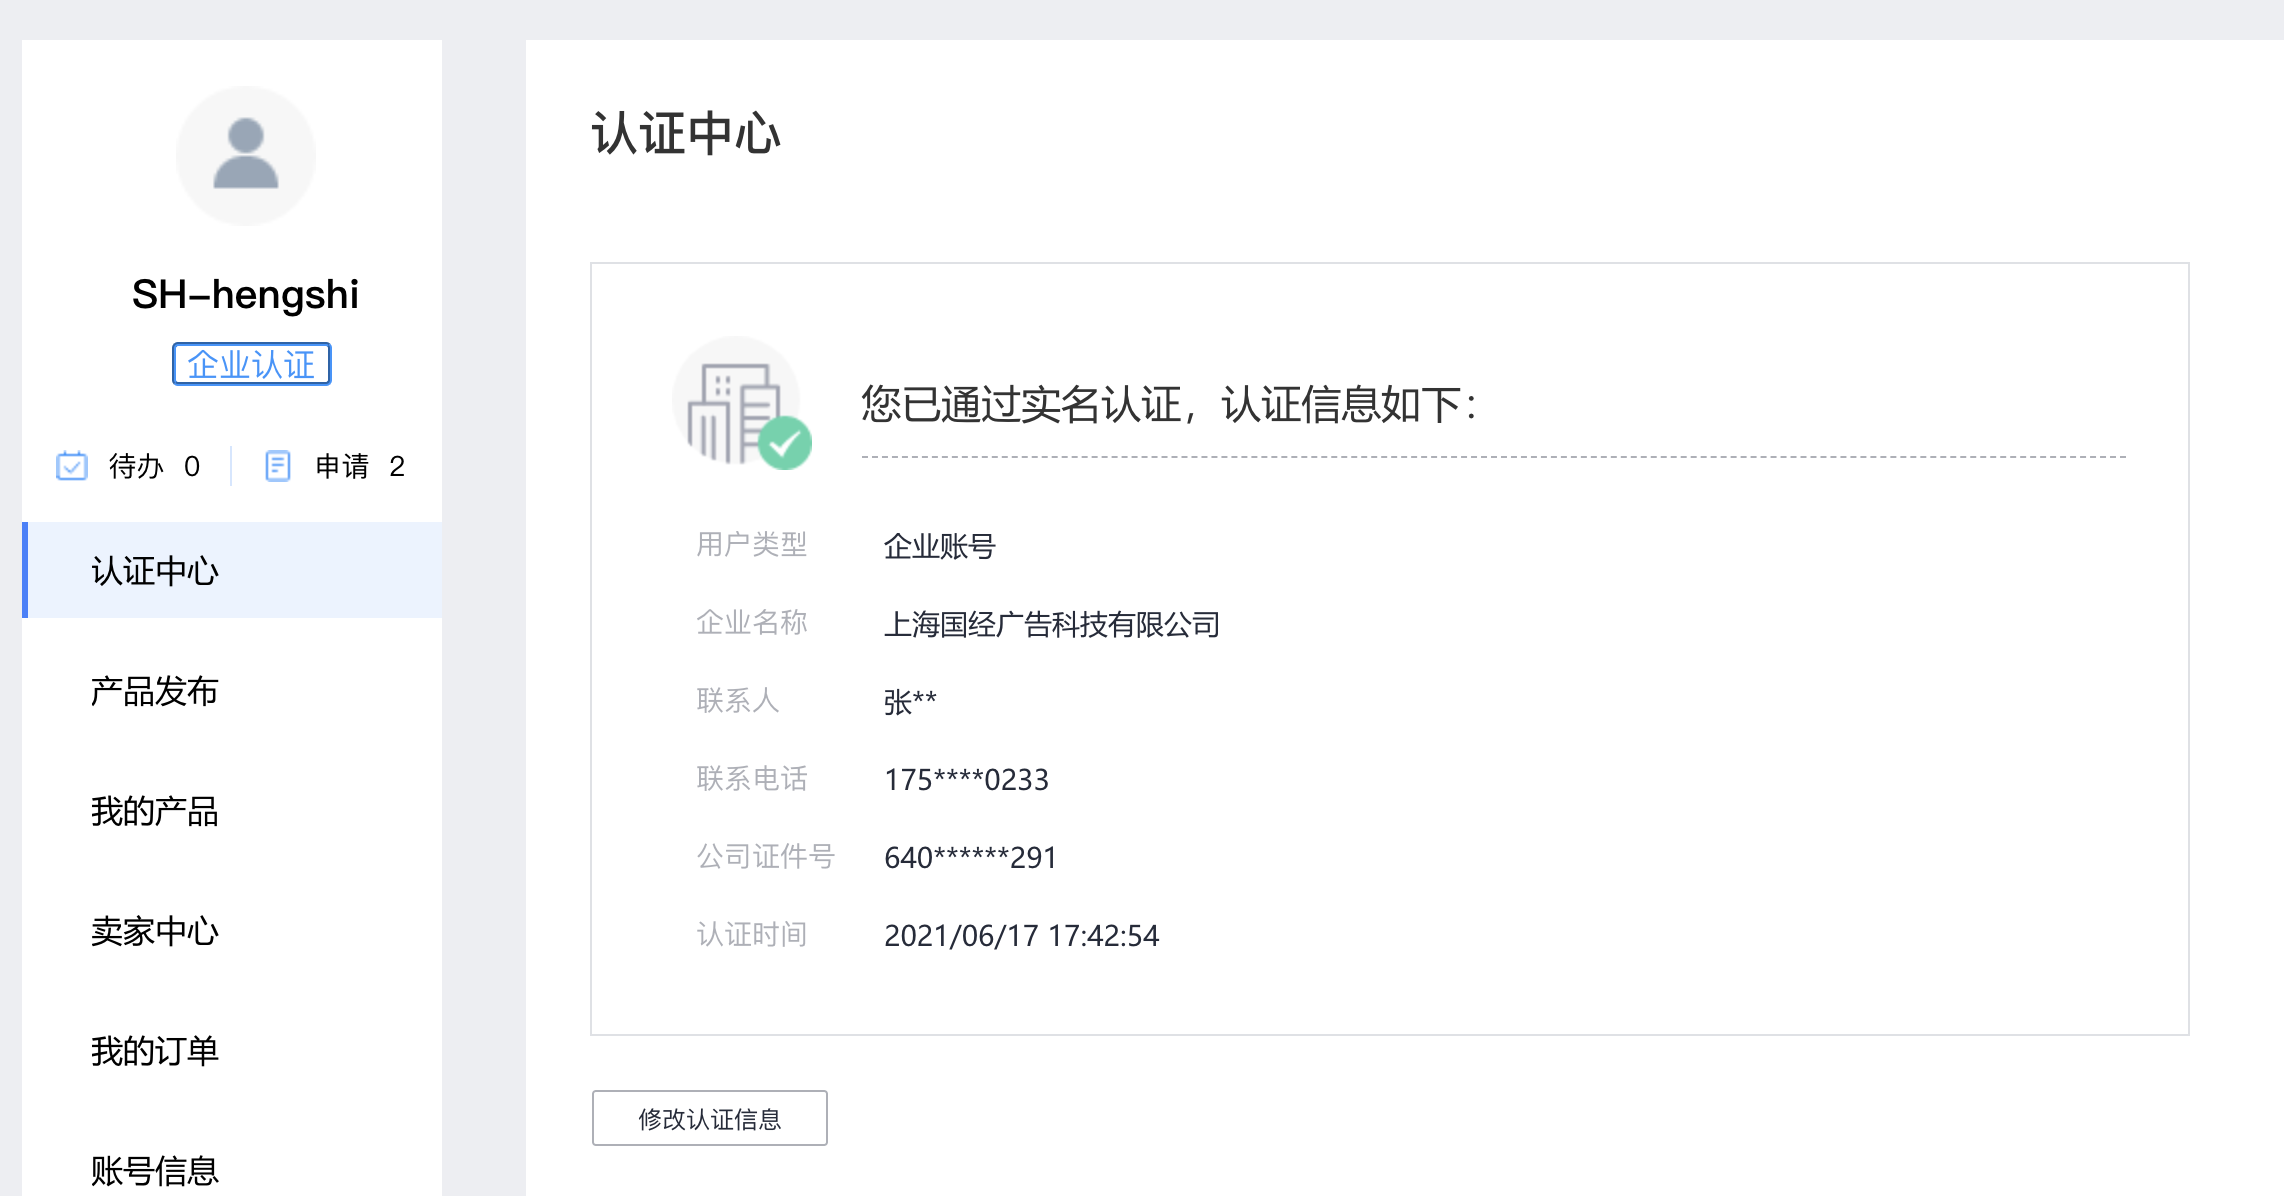 SH-hengshi
企业认证
待办 0 申请 2
认证中心
产品发布
我的产品
卖家中心
我的订单
账号信息
认证中心
您已通过实名认证，认证信息如下：
用户类型 企业账号
企业名称 上海国经广告科技有限公司
联系人 张**
联系电话 175****0233
公司证件号 640******291
认证时间 2021/06/17 17:42:54
修改认证信息